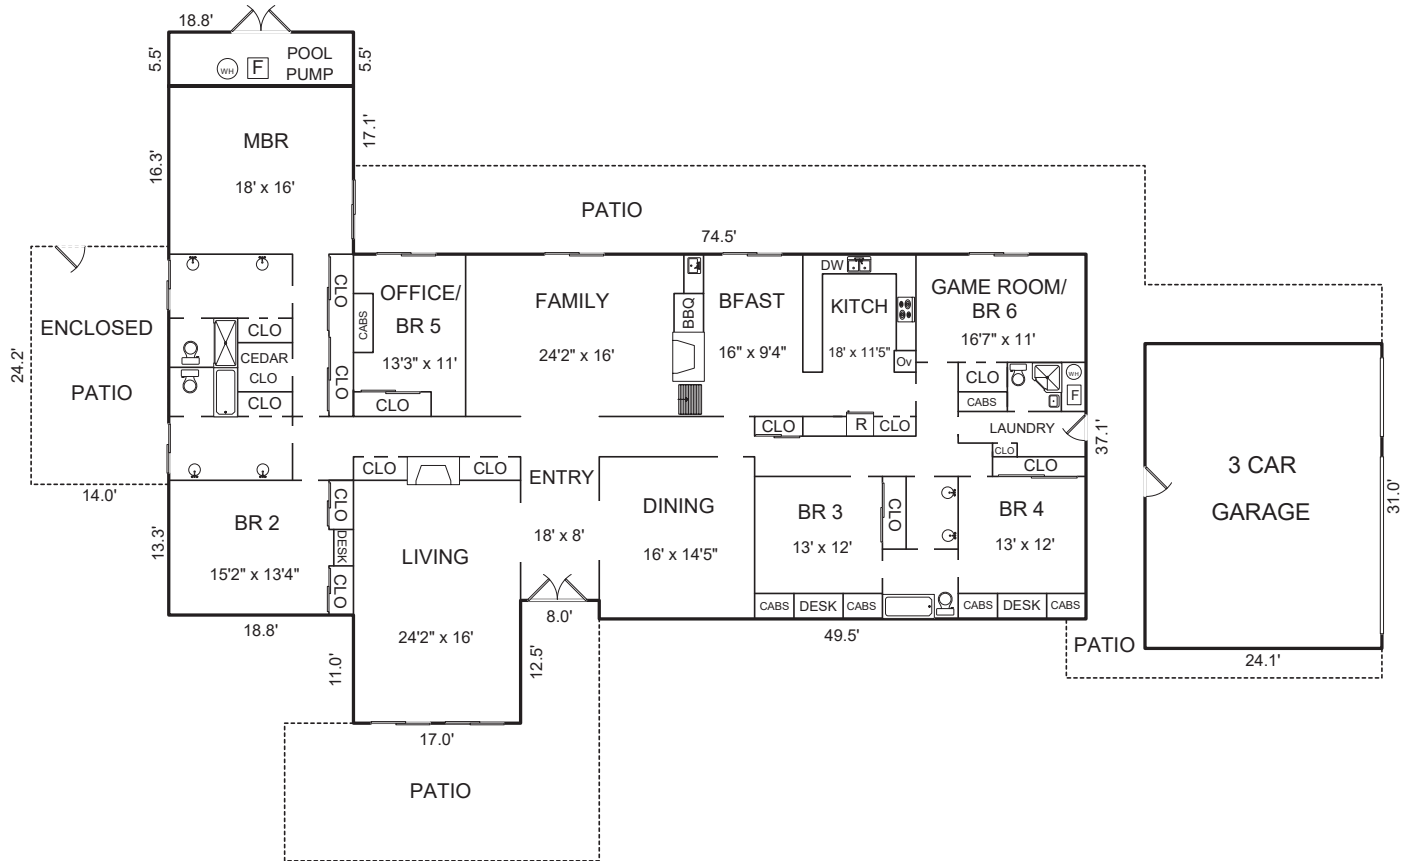 18.8'
5.5'
WH
F
POOL
PUMP
5.5'
MBR
18' x 16'
16.3'
17.1'
PATIO
74.5'
ENCLOSED
PATIO
24.2'
14.0'
CLO
CEDAR
CLO
CLO
CLO
CLO
OFFICE/
BR 5
13'3" x 11'
CABS
CLO
FAMILY
24'2" x 16'
BBQ
BFAST
16" x 9'4"
DW
KITCH
18' x 11'5"
Ov
GAME ROOM/
BR 6
16'7" x 11'
CLO
CABS
WH
F
LAUNDRY
CLO
CLO
37.1'
CLO
R
CLO
3 CAR
GARAGE
31.0'
24.1'
CLO
CLO
ENTRY
18' x 8'
DINING
16' x 14'5"
BR 3
13' x 12'
CLO
BR 4
13' x 12'
CABS
DESK
CABS
CABS
DESK
CABS
49.5'
PATIO
BR 2
15'2" x 13'4"
13.3'
CLO
DESK
CLO
18.8'
LIVING
24'2" x 16'
11.0'
8.0'
12.5'
17.0'
PATIO